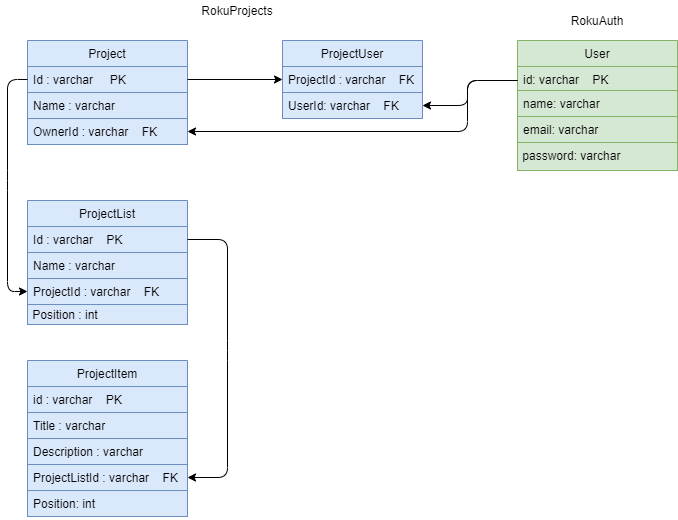 RokuProjects
RokuAuth
Project
Id : varchar PK
Name : varchar
OwnerId : varchar FK
ProjectUser
ProjectId : varchar FK
UserId: varchar FK
User
id: varchar PK
name: varchar
email: varchar
password: varchar
ProjectList
Id : varchar PK
Name : varchar
ProjectId : varchar FK
Position : int
ProjectItem
id : varchar PK
Title : varchar
Description : varchar
ProjectListId : varchar FK
Position: int